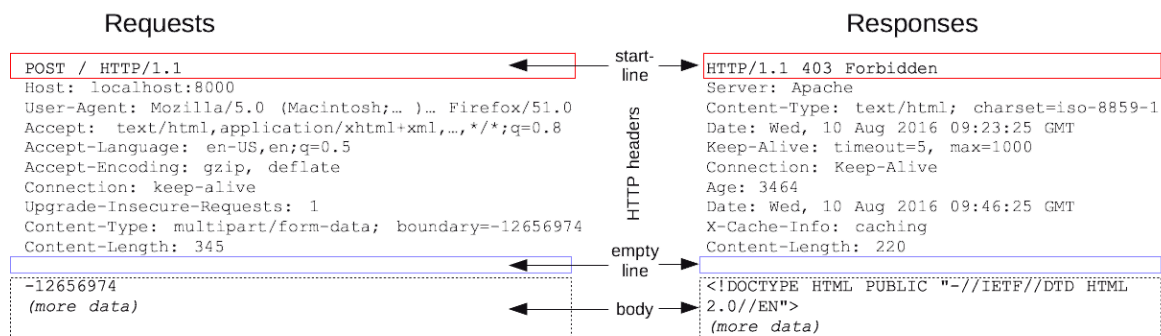 Requests
POST / HTTP/1.1
Host: localhost:8000
User-Agent: Mozilla/5.0 (Macintosh;… )… Firefox/51.0
Accept: text/html,application/xhtml+xml,…,*/*;q=0.8
Accept-Language: en-US,en;q=0.5
Accept-Encoding: gzip, deflate
Connection: keep-alive
Upgrade-Insecure-Requests: 1
Content-Type: multipart/form-data; boundary=-12656974
Content-Length: 345
-12656974
(more data)
start-
line
HTTP headers
empty
line
body
Responses
HTTP/1.1 403 Forbidden
Server: Apache
Content-Type: text/html; charset=iso-8859-1
Date: Wed, 10 Aug 2016 09:23:25 GMT
Keep-Alive: timeout=5, max=1000
Connection: Keep-Alive
Age: 3464
Date: Wed, 10 Aug 2016 09:46:25 GMT
X-Cache-Info: caching
Content-Length: 220
<!DOCTYPE HTML PUBLIC "-//IETF//DTD HTML
2.0//EN">
(more data)